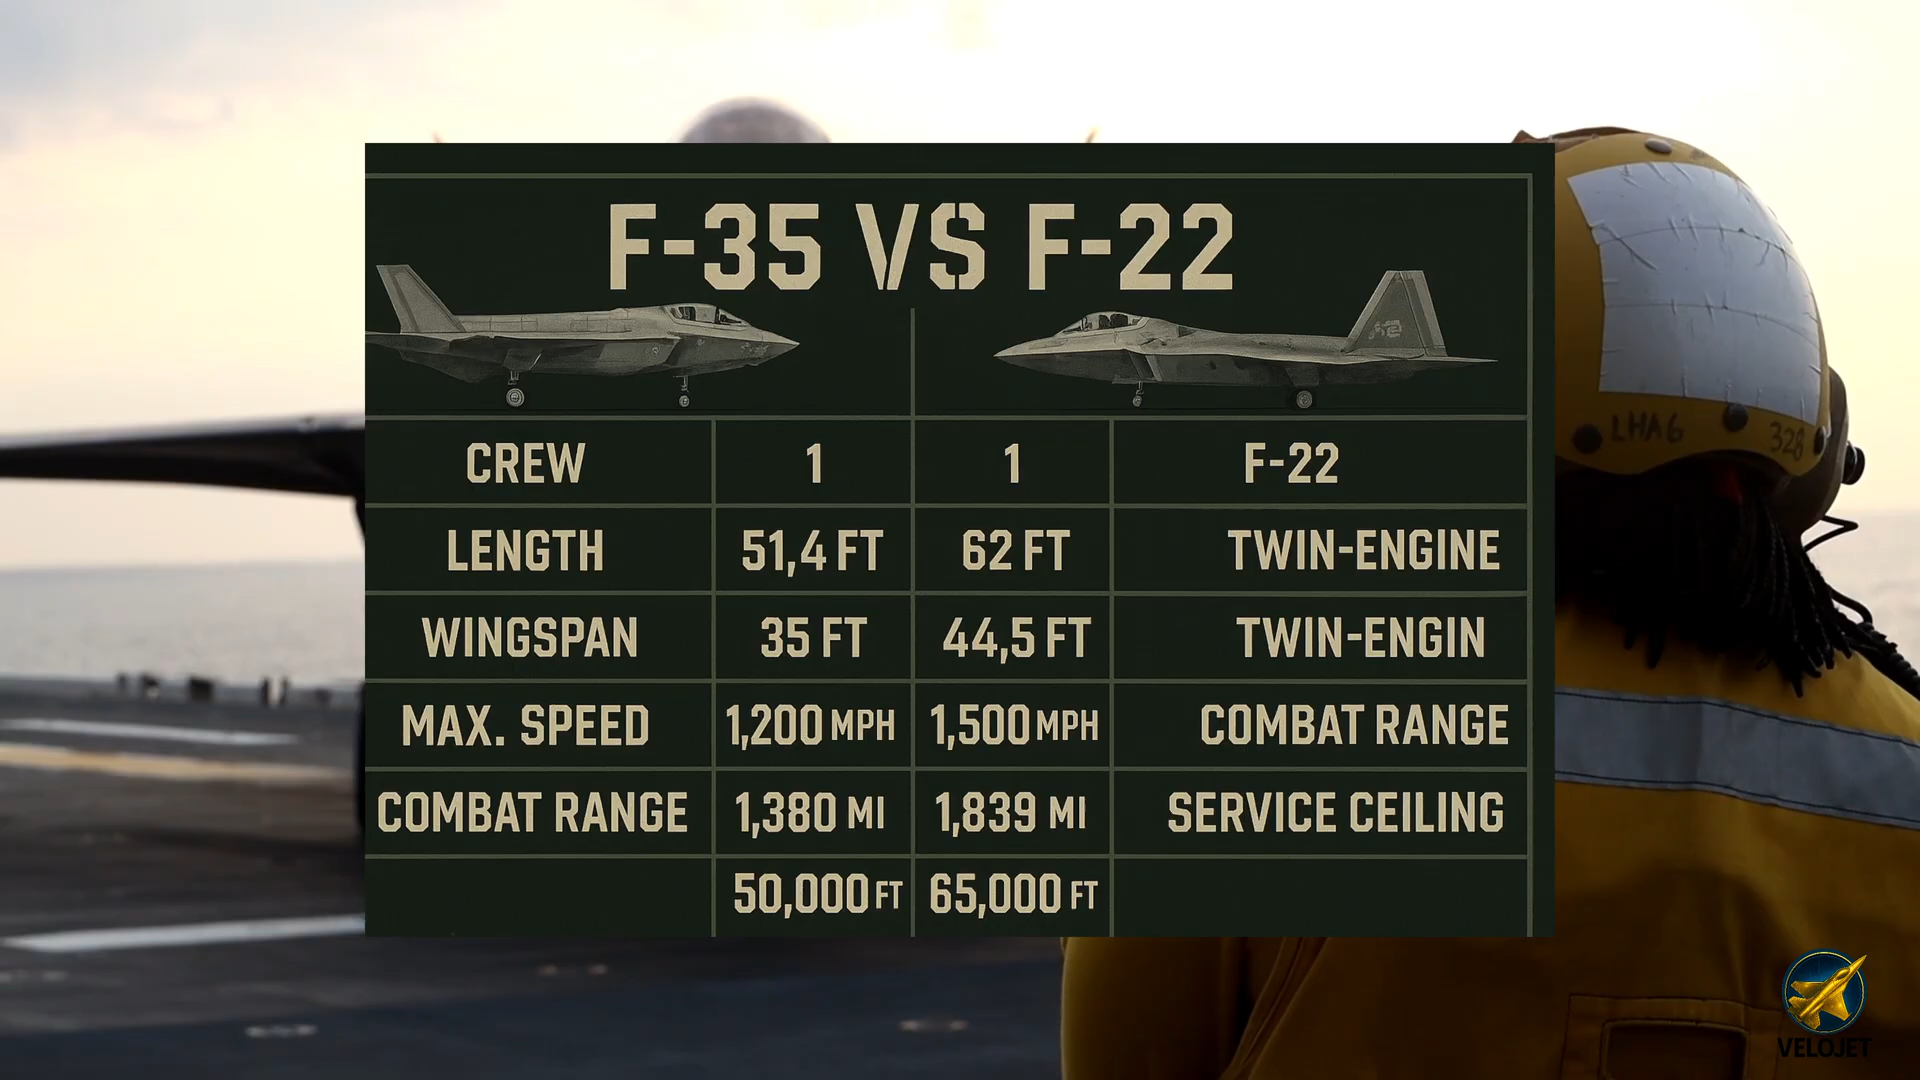 F-35 VS F-22
CREW 1 1 F-22
LENGTH 51,4 FT 62 FT TWIN-ENGINE
WINGSPAN 35 FT 44,5 FT TWIN-ENGIN
MAX. SPEED 1,200 MPH 1,500 MPH COMBAT RANGE
COMBAT RANGE 1,380 MI 1,839 MI SERVICE CEILING
50,000 FT 65,000 FT
LHA6 328
VELOJET